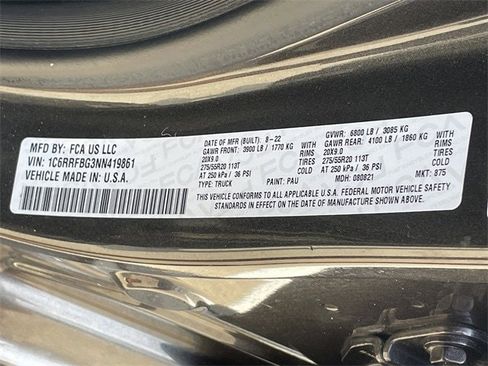 MFD BY: FCA US LLC
VIN: 1C6RRFBG3NN419861
VEHICLE MADE IN: U.S.A.
DATE OF MFR (BUILT): 8-22
GAWR FRONT: 3900 LB / 1770 KG
20X9.0 RIMS
275/55R20 113T WITH TIRES
AT 250 kPa / 36 PSI COLD
TYPE: TRUCK PAINT: PAU
GVWR: 6800 LB / 3085 KG
GAWR REAR: 4100 LB / 1860 KG
20X9.0 RIMS
275/55R20 113T WITH TIRES
AT 250 kPa / 36 PSI COLD
MDH: 080821 MKT: 875
THIS VEHICLE CONFORMS TO ALL APPLICABLE U.S.A. FEDERAL MOTOR VEHICLE SAFETY
STANDARDS IN EFFECT ON DATE OF MANUFACTURE SHOWN ABOVE.